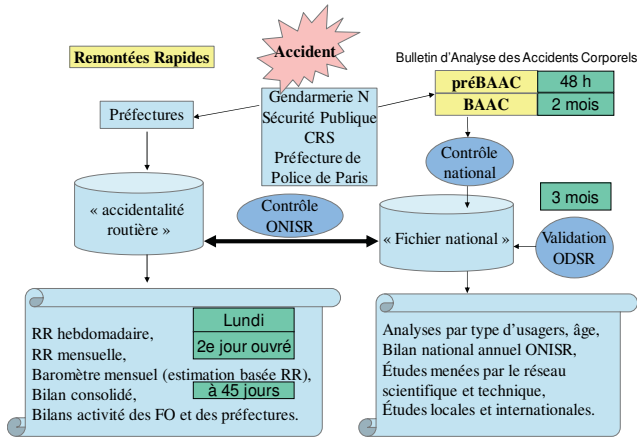 Accident
Remontées Rapides
Bulletin d'Analyse des Accidents Corporels
préBAAC
48 h
BAAC
2 mois
Gendarmerie N
Sécurité Publique
CRS
Préfecture de
Police de Paris
Préfectures
Contrôle
national
« accidentalité
routière »
Contrôle
ONISR
3 mois
« Fichier national »
Validation
ODSR
Lundi
RR hebdomadaire,
2e jour ouvré
RR mensuelle,
Baromètre mensuel (estimation basée RR),
Bilan consolidé,
à 45 jours
Bilans activité des FO et des préfectures.
Analyses par type d'usagers, âge,
Bilan national annuel ONISR,
Études menées par le réseau
scientifique et technique,
Études locales et internationales.